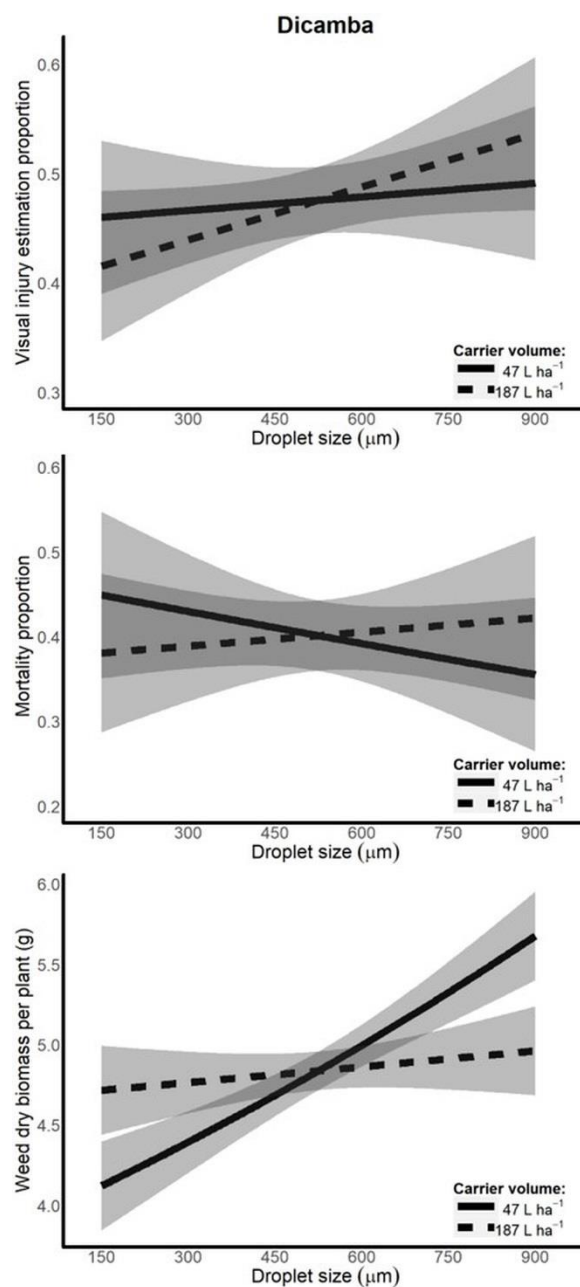 Dicamba
Visual injury estimation proportion
0.6
0.5
0.4
0.3
Carrier volume:
47 L ha⁻¹
187 L ha⁻¹
150 300 450 600 750 900
Droplet size (μm)
Mortality proportion
0.6
0.5
0.4
0.3
0.2
Carrier volume:
47 L ha⁻¹
187 L ha⁻¹
150 300 450 600 750 900
Droplet size (μm)
Weed dry biomass per plant (g)
6.0
5.5
5.0
4.5
4.0
Carrier volume:
47 L ha⁻¹
187 L ha⁻¹
150 300 450 600 750 900
Droplet size (μm)